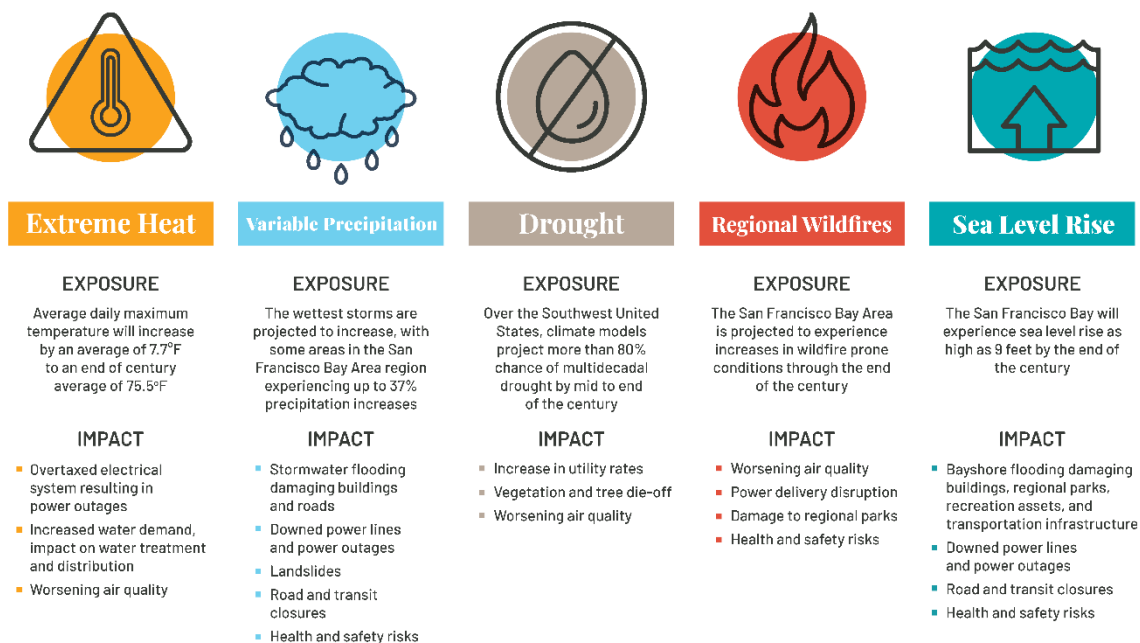 Extreme Heat
EXPOSURE
Average daily maximum
temperature will increase
by an average of 7.7°F
to an end of century
average of 75.5°F
IMPACT
Overtaxed electrical
system resulting in
power outages
Increased water demand,
impact on water treatment
and distribution
Worsening air quality
Variable Precipitation
EXPOSURE
The wettest storms are
projected to increase, with
some areas in the San
Francisco Bay Area region
experiencing up to 37%
precipitation increases
IMPACT
Stormwater flooding
damaging buildings
and roads
Downed power lines
and power outages
Landslides
Road and transit
closures
Health and safety risks
Drought
EXPOSURE
Over the Southwest United
States, climate models
project more than 80%
chance of multidecadal
drought by mid to end
of the century
IMPACT
Increase in utility rates
Vegetation and tree die-off
Worsening air quality
Regional Wildfires
EXPOSURE
The San Francisco Bay Area
is projected to experience
increases in wildfire prone
conditions through the end
of the century
IMPACT
Worsening air quality
Power delivery disruption
Damage to regional parks
Health and safety risks
Sea Level Rise
EXPOSURE
The San Francisco Bay will
experience sea level rise as
high as 9 feet by the end of
the century
IMPACT
Bayshore flooding damaging
buildings, regional parks,
recreation assets, and
transportation infrastructure
Downed power lines
and power outages
Road and transit closures
Health and safety risks